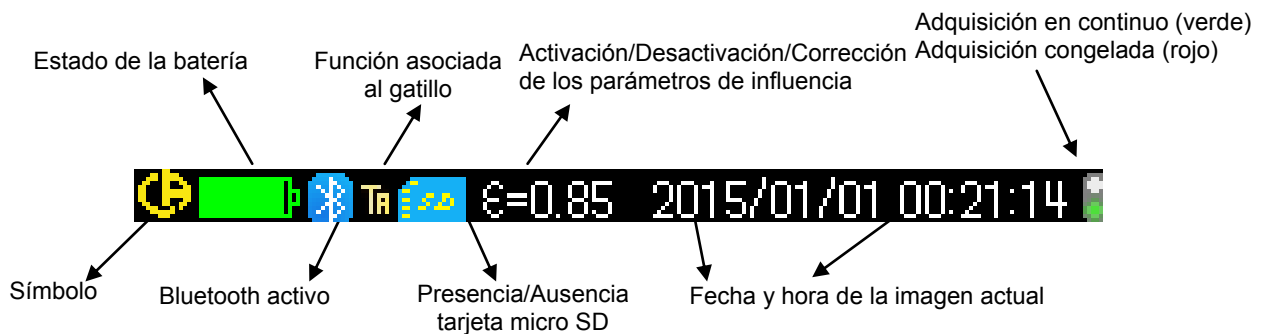 Adquisición en continuo (verde)
Adquisición congelada (rojo)
Estado de la batería
Función asociada
al gatillo
Activación/Desactivación/Corrección
de los parámetros de influencia
CA TA SD Ɛ=0.85 2015/01/01 00:21:14
Símbolo
Bluetooth activo
Presencia/Ausencia
tarjeta micro SD
Fecha y hora de la imagen actual